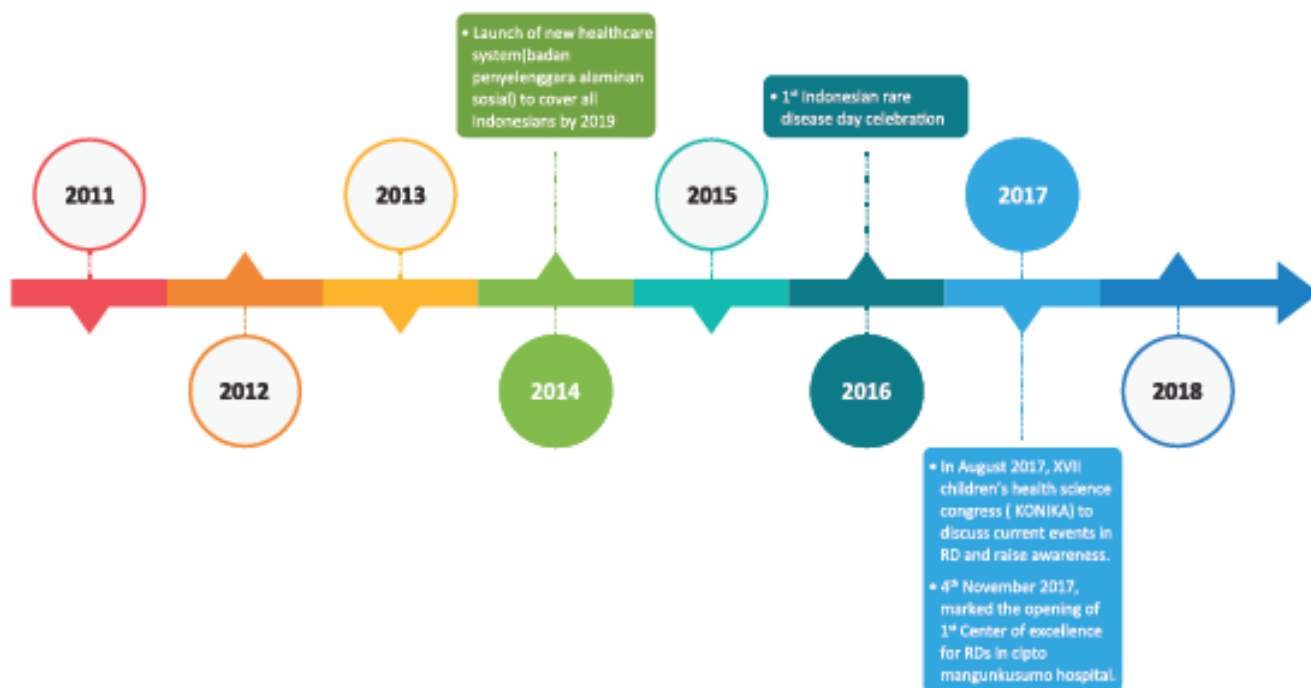 • Launch of new healthcare
system(badan
penyelenggara alaminan
sosial) to cover all
Indonesians by 2019
• 1st Indonesian rare
disease day celebration
2011
2013
2015
2017
2012
2014
2016
2018
• In August 2017, XVII
children's health science
congress ( KONIKA) to
discuss current events in
RD and raise awareness.
• 4th November 2017,
marked the opening of
1st Center of excellence
for RDs in cipto
mangunkusumo hospital.